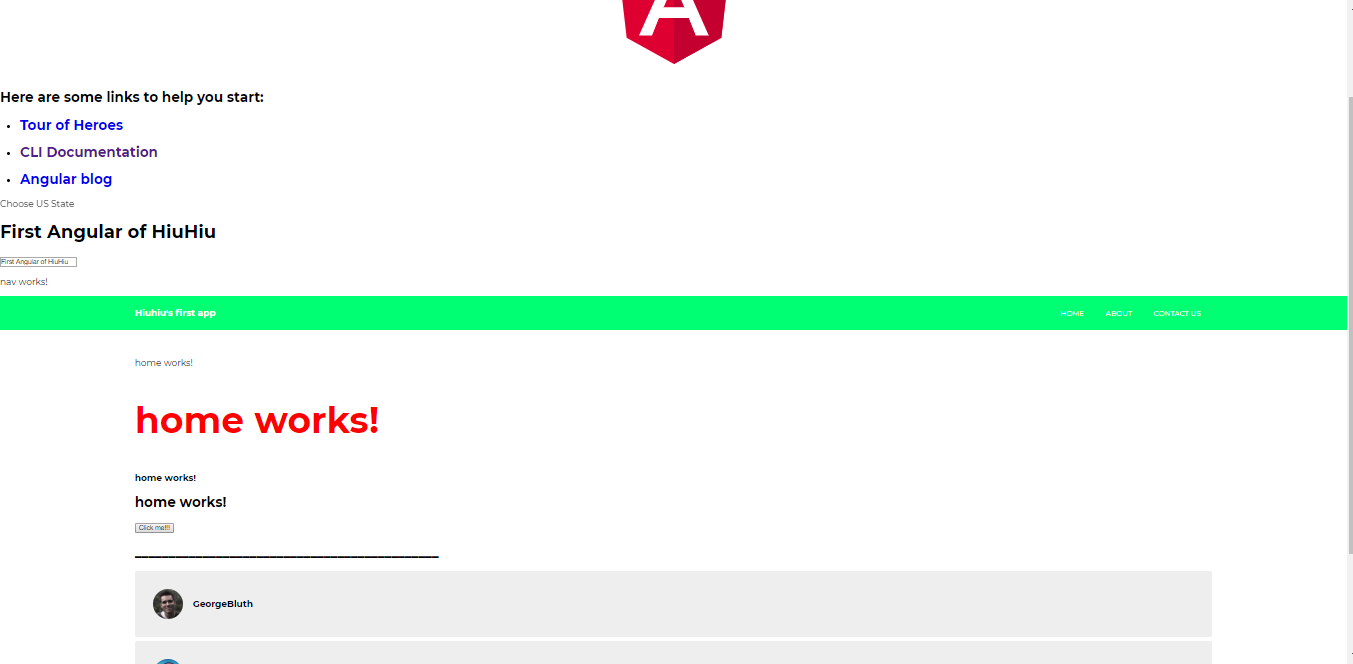 A
Here are some links to help you start:
Tour of Heroes
CLI Documentation
Angular blog
Choose US State
First Angular of HiuHiu
First Angular of HiuHiu
nav works!
Hiuhiu's first app HOME ABOUT CONTACT US
home works!
home works!
home works!
home works!
Click me!!!
GeorgeBluth